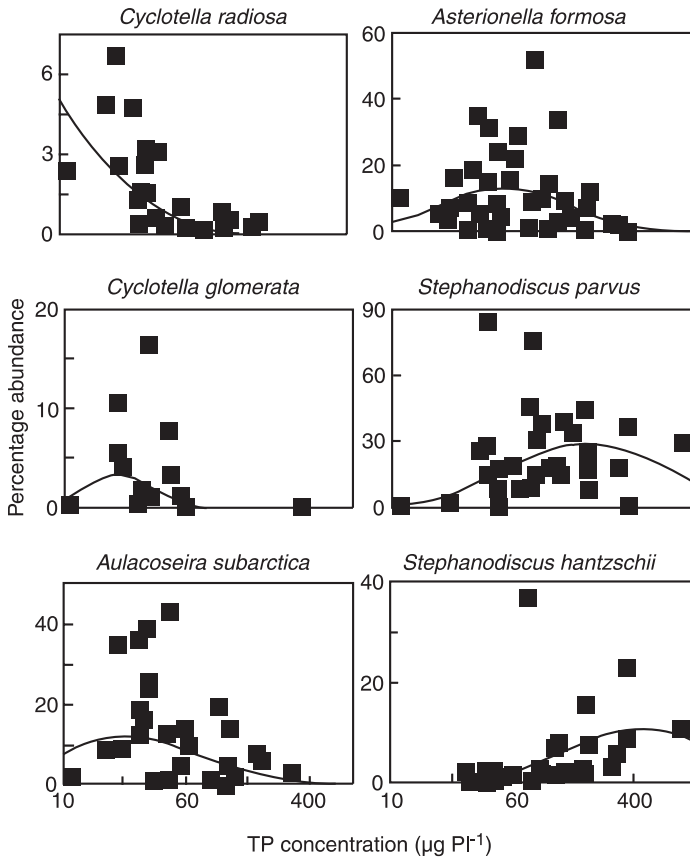 Cyclotella radiosa
Asterionella formosa
6
3
0
60
40
20
0
Cyclotella glomerata
Stephanodiscus parvus
20
10
0
90
60
30
0
Percentage abundance
Aulacoseira subarctica
Stephanodiscus hantzschii
40
20
0
40
20
0
10 60 400
10 60 400
TP concentration (µg Pl⁻¹)